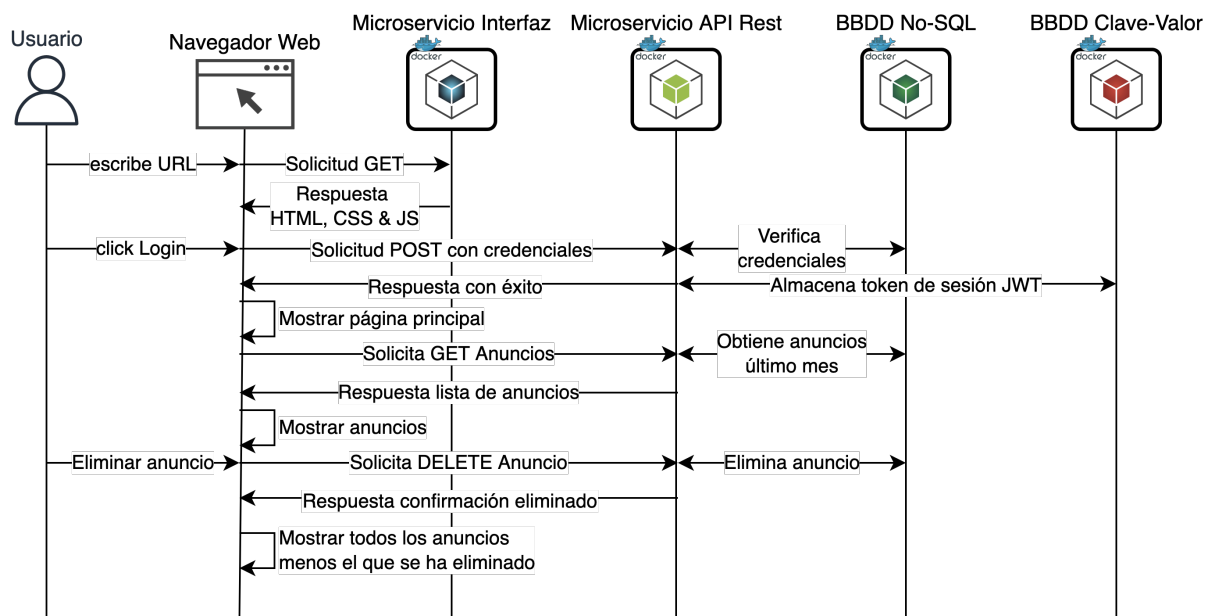 Usuario
Navegador Web
Microservicio Interfaz
Microservicio API Rest
BBDD No-SQL
BBDD Clave-Valor
docker
docker
docker
docker
escribe URL
Solicitud GET
Respuesta
HTML, CSS & JS
click Login
Solicitud POST con credenciales
Verifica
credenciales
Respuesta con éxito
Almacena token de sesión JWT
Mostrar página principal
Solicita GET Anuncios
Obtiene anuncios
último mes
Respuesta lista de anuncios
Mostrar anuncios
Eliminar anuncio
Solicita DELETE Anuncio
Elimina anuncio
Respuesta confirmación eliminado
Mostrar todos los anuncios
menos el que se ha eliminado